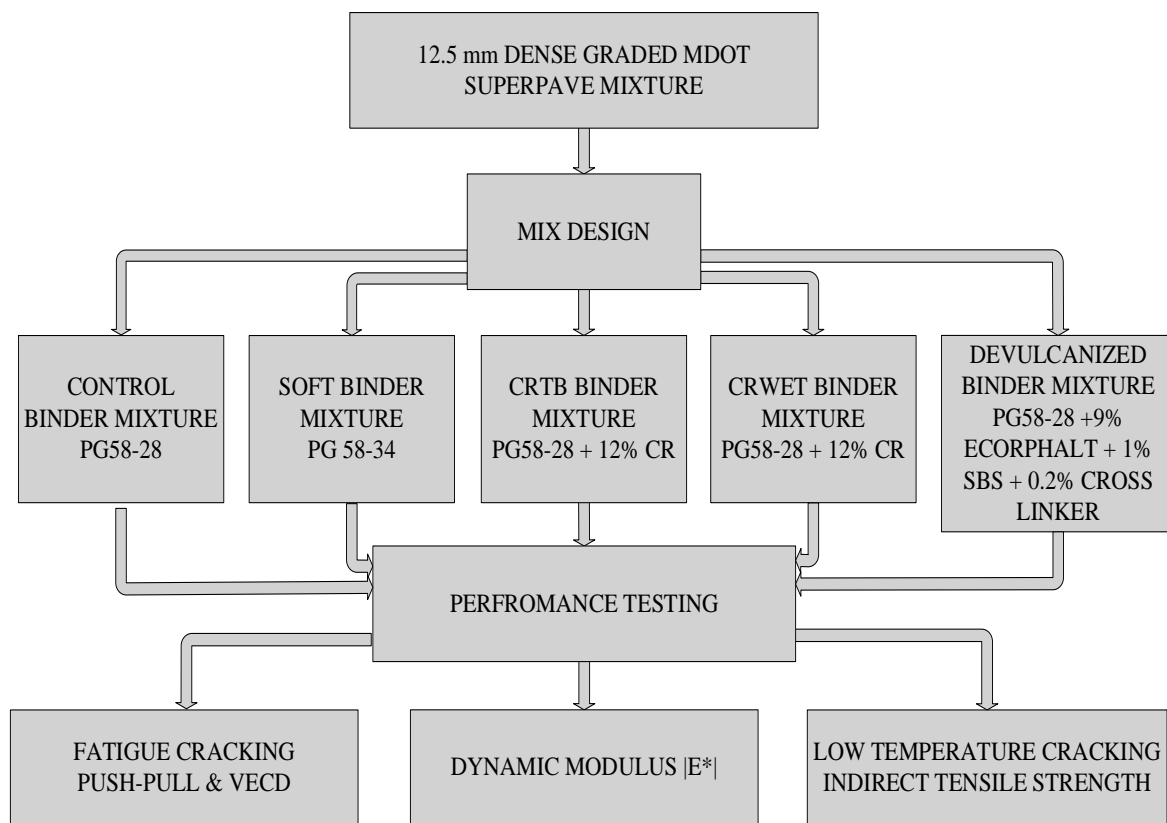 12.5 mm DENSE GRADED MDOT
SUPERPAVE MIXTURE
MIX DESIGN
CONTROL
BINDER MIXTURE
PG58-28
SOFT BINDER
MIXTURE
PG 58-34
CRTB BINDER
MIXTURE
PG58-28 + 12% CR
CRWET BINDER
MIXTURE
PG58-28 + 12% CR
DEVULCANIZED
BINDER MIXTURE
PG58-28 +9%
ECORPHALT + 1%
SBS + 0.2% CROSS
LINKER
PERFROMANCE TESTING
FATIGUE CRACKING
PUSH-PULL & VECD
DYNAMIC MODULUS |E*|
LOW TEMPERATURE CRACKING
INDIRECT TENSILE STRENGTH